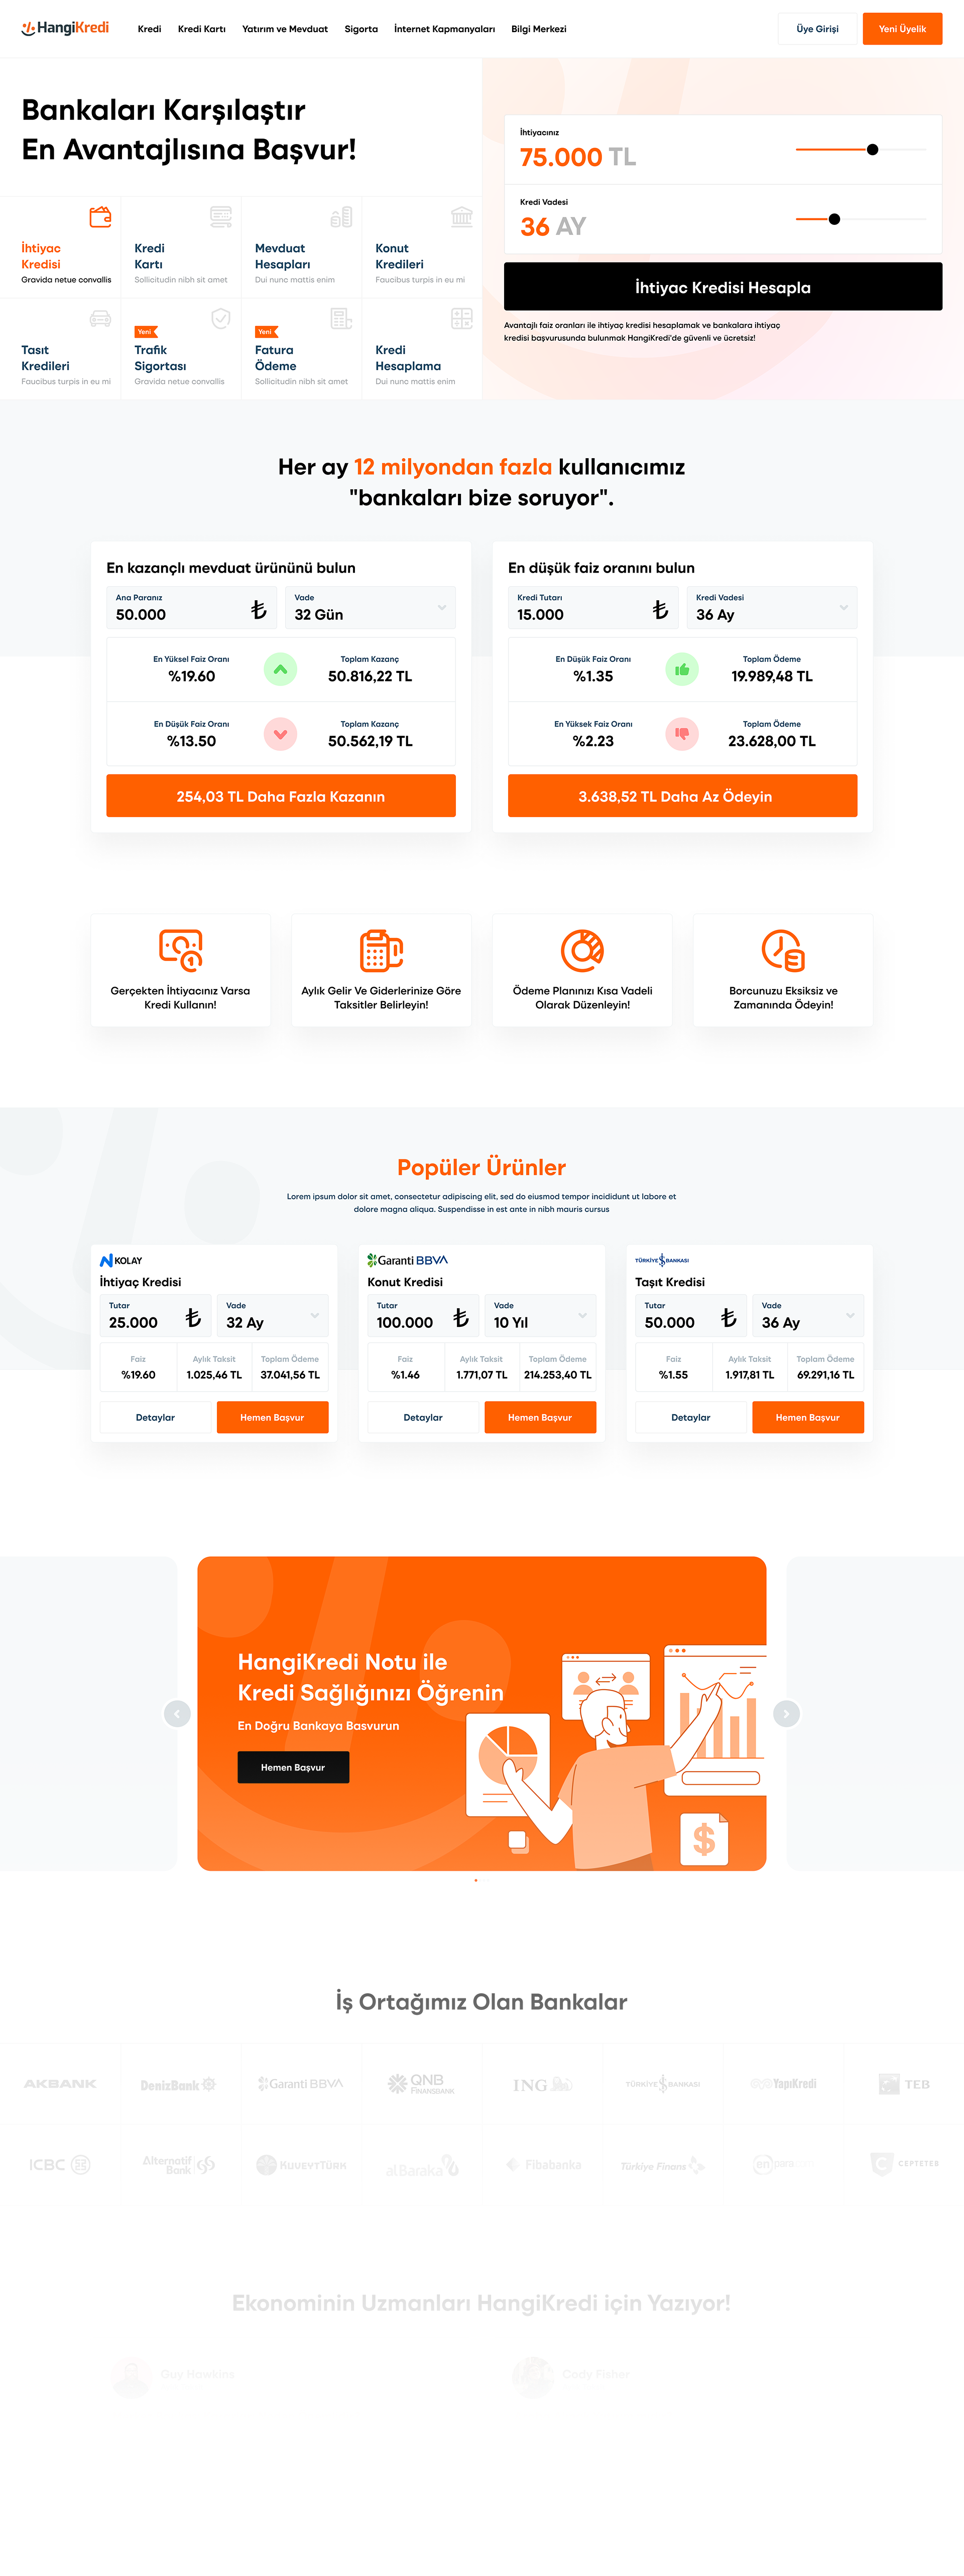 HangiKredi
Kredi
Kredi Kartı
Yatırım ve Mevduat
Sigorta
İnternet Kapmanyaları
Bilgi Merkezi
Üye Girişi
Yeni Üyelik
Bankaları Karşılaştır
En Avantajlısına Başvur!
İhtiyacınız
75.000 TL
Kredi Vadesi
36 AY
İhtiyac Kredisi Hesapla
Avantajlı faiz oranları ile ihtiyaç kredisi hesaplamak ve bankalara ihtiyaç
kredisi başvurusunda bulunmak HangiKredi'de güvenli ve ücretsiz!
İhtiyac
Kredisi
Gravida netue convallis
Kredi
Kartı
Sollicitudin nibh sit amet
Mevduat
Hesapları
Dui nunc mattis enim
Konut
Kredileri
Faucibus turpis in eu mi
Tasıt
Kredileri
Faucibus turpis in eu mi
Yeni
Trafik
Sigortası
Gravida netue convallis
Yeni
Fatura
Ödeme
Sollicitudin nibh sit amet
Kredi
Hesaplama
Dui nunc mattis enim
Her ay 12 milyondan fazla kullanıcımız
"bankaları bize soruyor".
En kazançlı mevduat ürününü bulun
Ana Paranız
50.000 ₺
Vade
32 Gün
En Yüksel Faiz Oranı
%19.60
Toplam Kazanç
50.816,22 TL
En Düşük Faiz Oranı
%13.50
Toplam Kazanç
50.562,19 TL
254,03 TL Daha Fazla Kazanın
En düşük faiz oranını bulun
Kredi Tutarı
15.000 ₺
Kredi Vadesi
36 Ay
En Düşük Faiz Oranı
%1.35
Toplam Ödeme
19.989,48 TL
En Yüksek Faiz Oranı
%2.23
Toplam Ödeme
23.628,00 TL
3.638,52 TL Daha Az Ödeyin
Gerçekten İhtiyacınız Varsa
Kredi Kullanın!
Aylık Gelir Ve Giderlerinize Göre
Taksitler Belirleyin!
Ödeme Planınızı Kısa Vadeli
Olarak Düzenleyin!
Borcunuzu Eksiksiz ve
Zamanında Ödeyin!
Popüler Ürünler
Lorem ipsum dolor sit amet, consectetur adipiscing elit, sed do eiusmod tempor incididunt ut labore et
dolore magna aliqua. Suspendisse in est ante in nibh mauris cursus
N KOLAY
İhtiyaç Kredisi
Tutar
25.000 ₺
Vade
32 Ay
Faiz
%19.60
Aylık Taksit
1.025,46 TL
Toplam Ödeme
37.041,56 TL
Detaylar
Hemen Başvur
Garanti BBVA
Konut Kredisi
Tutar
100.000 ₺
Vade
10 Yıl
Faiz
%1.46
Aylık Taksit
1.771,07 TL
Toplam Ödeme
214.253,40 TL
Detaylar
Hemen Başvur
TÜRKİYE İŞ BANKASI
Taşıt Kredisi
Tutar
50.000 ₺
Vade
36 Ay
Faiz
%1.55
Aylık Taksit
1.917,81 TL
Toplam Ödeme
69.291,16 TL
Detaylar
Hemen Başvur
HangiKredi Notu ile
Kredi Sağlığınızı Öğrenin
En Doğru Bankaya Basvurun
Hemen Başvur
$
İş Ortağımız Olan Bankalar
AKBANK
DenizBank
Garanti BBVA
QNB
FINANSBANK
ING
TÜRKİYE İŞ BANKASI
YapıKredi
TEB
ICBC
Alternatif
Bank
KUVEYT TÜRK
alBaraka
Fibabanka
Türkiye Finans
enpara.com
CEPTETEB
Ekonominin Uzmanları HangiKredi için Yazıyor!
Guy Hawkins
Carly Fisher